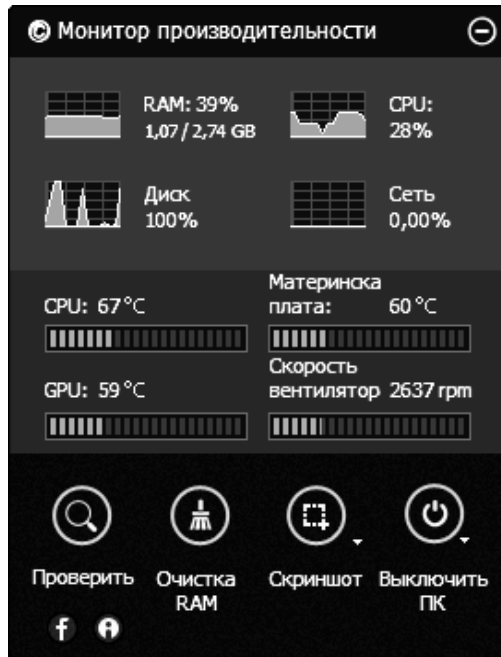 Монитор производительности
RAM: 39%
1,07 / 2,74 GB
CPU:
28%
Диск
100%
Сеть
0,00%
CPU: 67 °C
Материнска
плата: 60 °C
GPU: 59 °C
Скорость
вентилятор 2637 rpm
Проверить
Очистка
RAM
Скриншот
Выключить
ПК